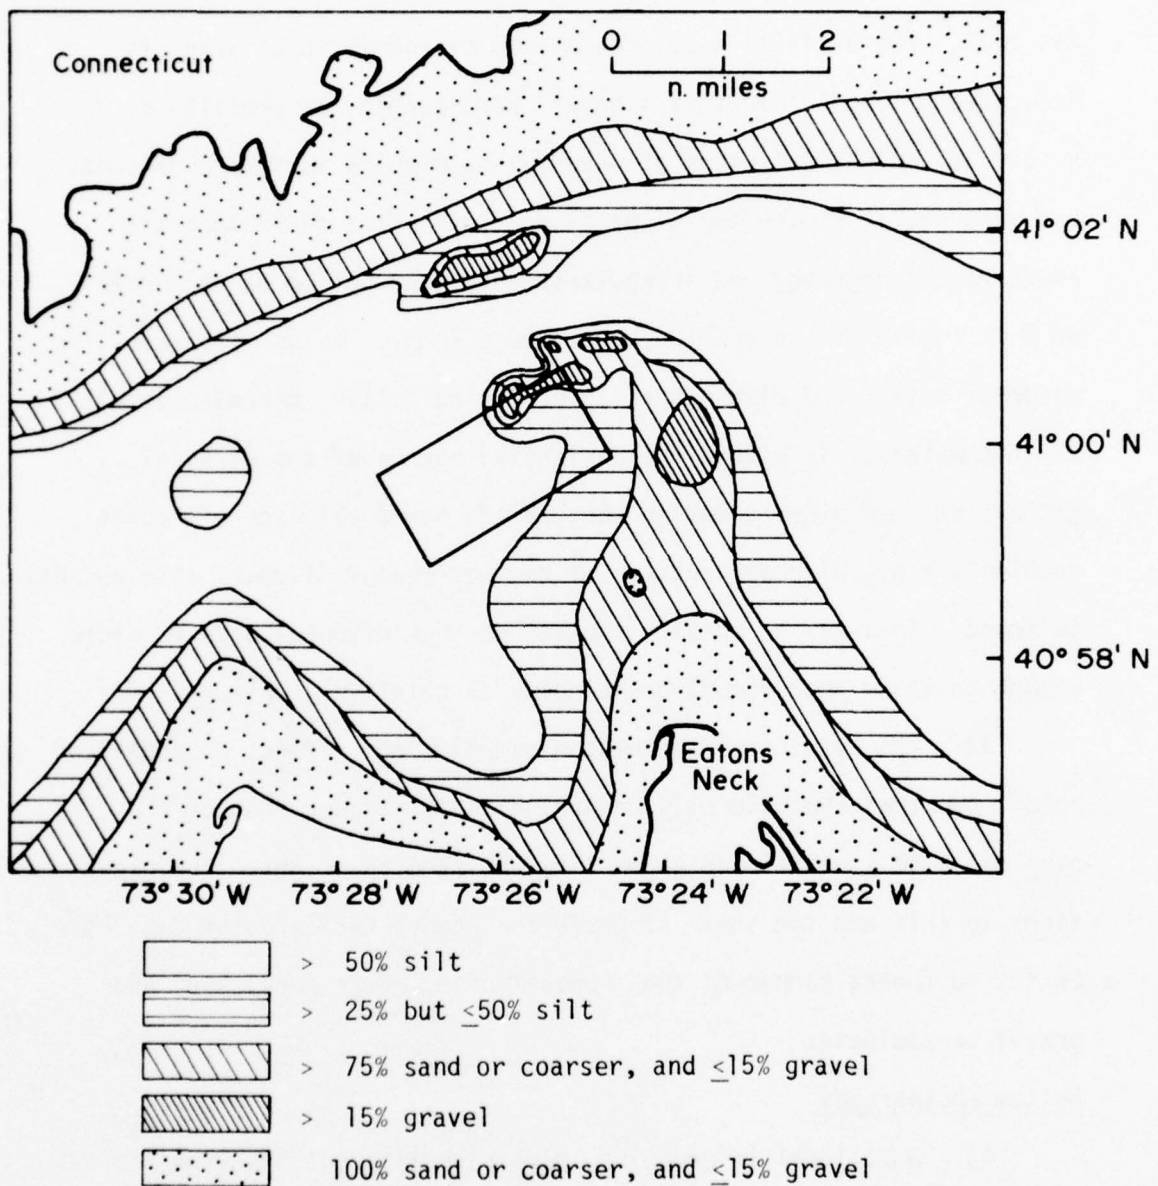 Connecticut
0 1 2
n. miles
41° 02' N
41° 00' N
40° 58' N
Eatons
Neck
73° 30' W 73° 28' W 73° 26' W 73° 24' W 73° 22' W
> 50% silt
> 25% but ≤50% silt
> 75% sand or coarser, and ≤15% gravel
> 15% gravel
100% sand or coarser, and ≤15% gravel